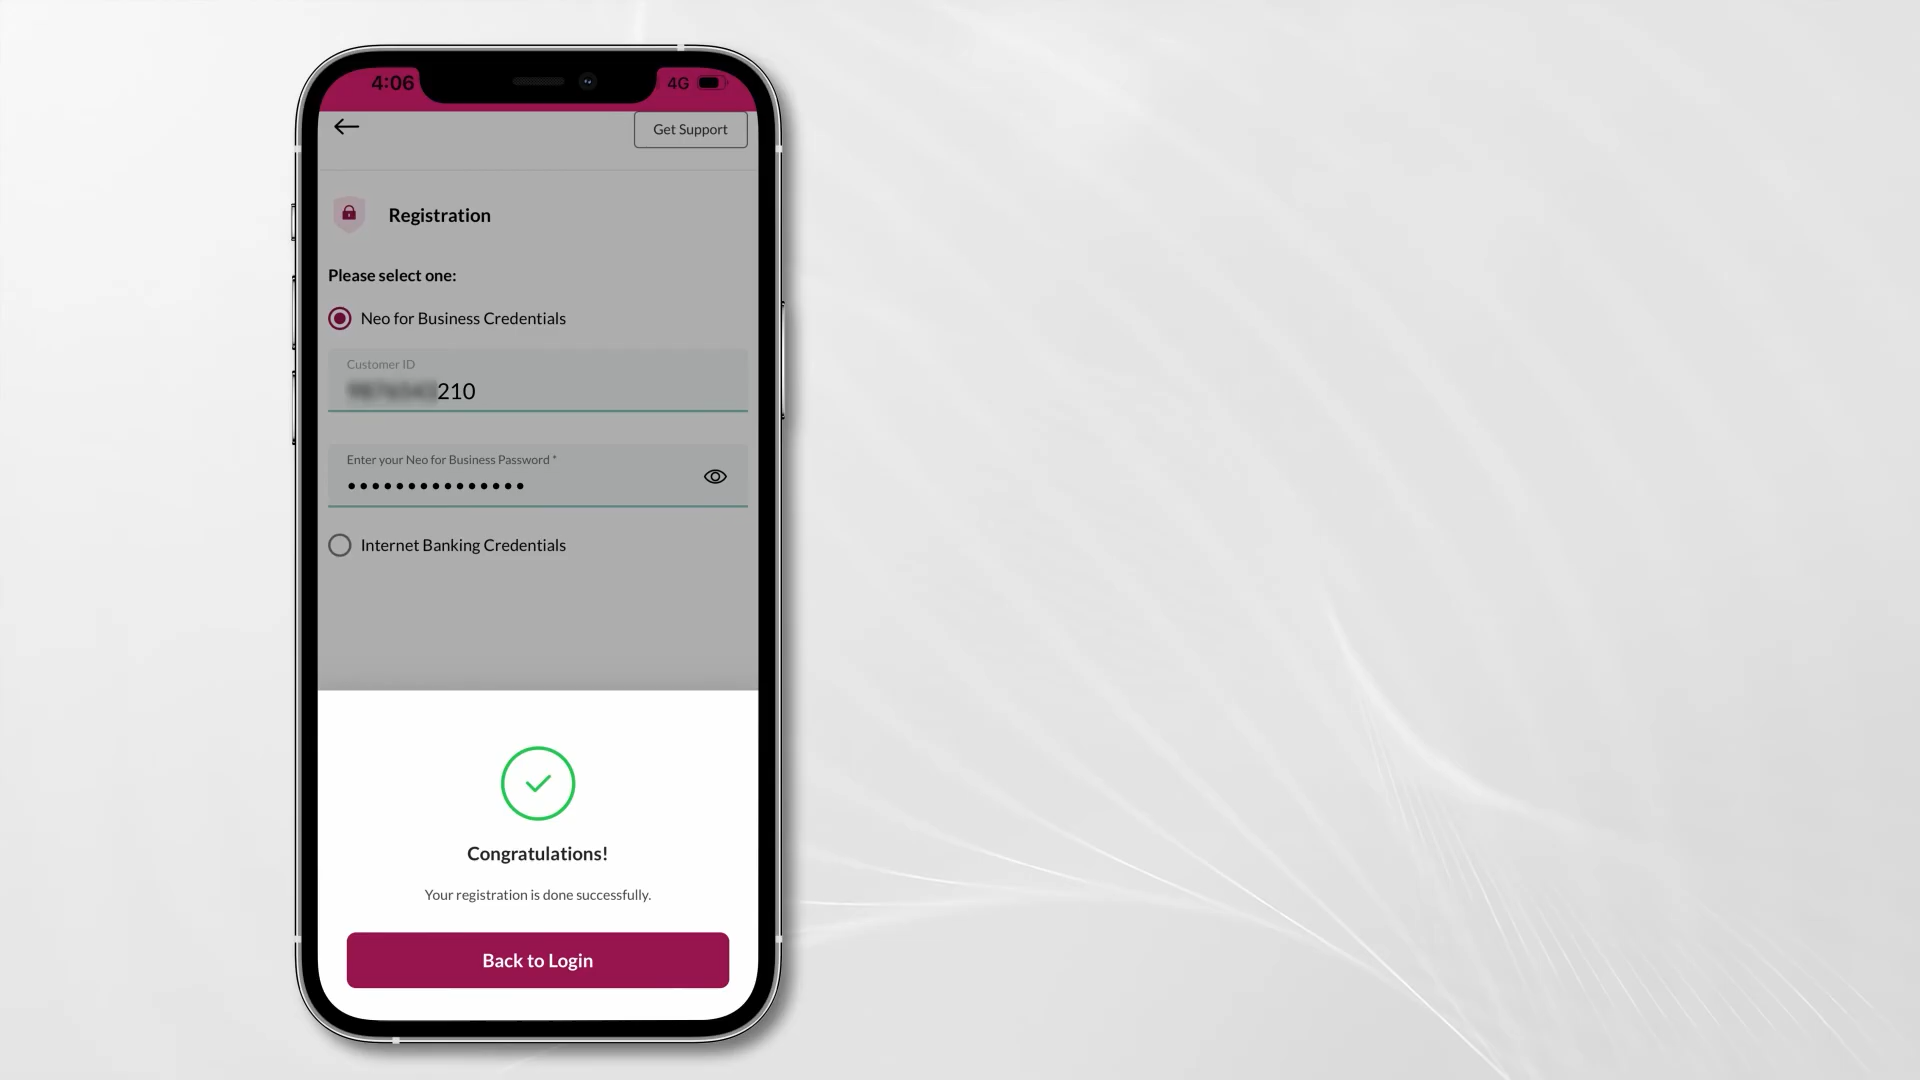 4:06
4G
Get Support
Registration
Please select one:
Neo for Business Credentials
Customer ID
210
Enter your Neo for Business Password *
Internet Banking Credentials
Congratulations!
Your registration is done successfully.
Back to Login